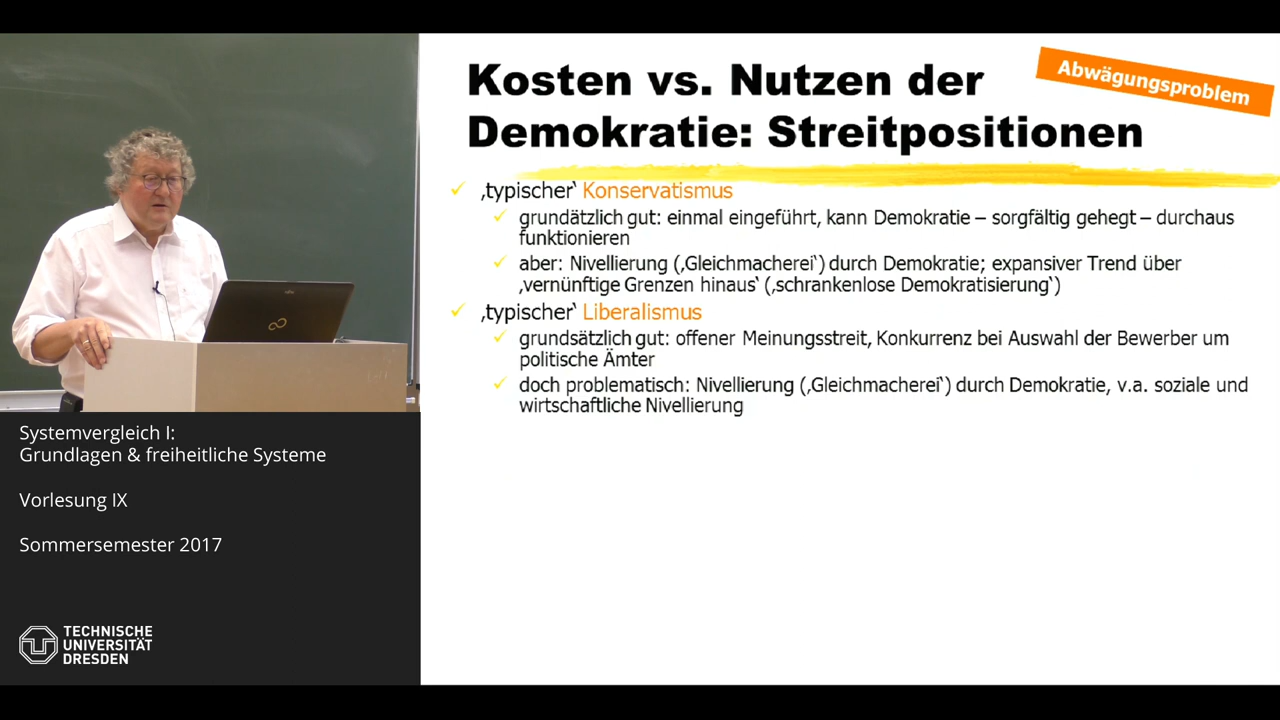 Kosten vs. Nutzen der
Demokratie: Streitpositionen
Abwägungsproblem
‚typischer‘ Konservatismus
grundätzlich gut: einmal eingeführt, kann Demokratie – sorgfältig gehegt – durchaus
funktionieren
aber: Nivellierung (‚Gleichmacherei‘) durch Demokratie; expansiver Trend über
‚vernünftige Grenzen hinaus‘ (‚schrankenlose Demokratisierung‘)
‚typischer‘ Liberalismus
grundsätzlich gut: offener Meinungsstreit, Konkurrenz bei Auswahl der Bewerber um
politische Ämter
doch problematisch: Nivellierung (‚Gleichmacherei‘) durch Demokratie, v.a. soziale und
wirtschaftliche Nivellierung
Systemvergleich I:
Grundlagen & freiheitliche Systeme
Vorlesung IX
Sommersemester 2017
TECHNISCHE
UNIVERSITÄT
DRESDEN